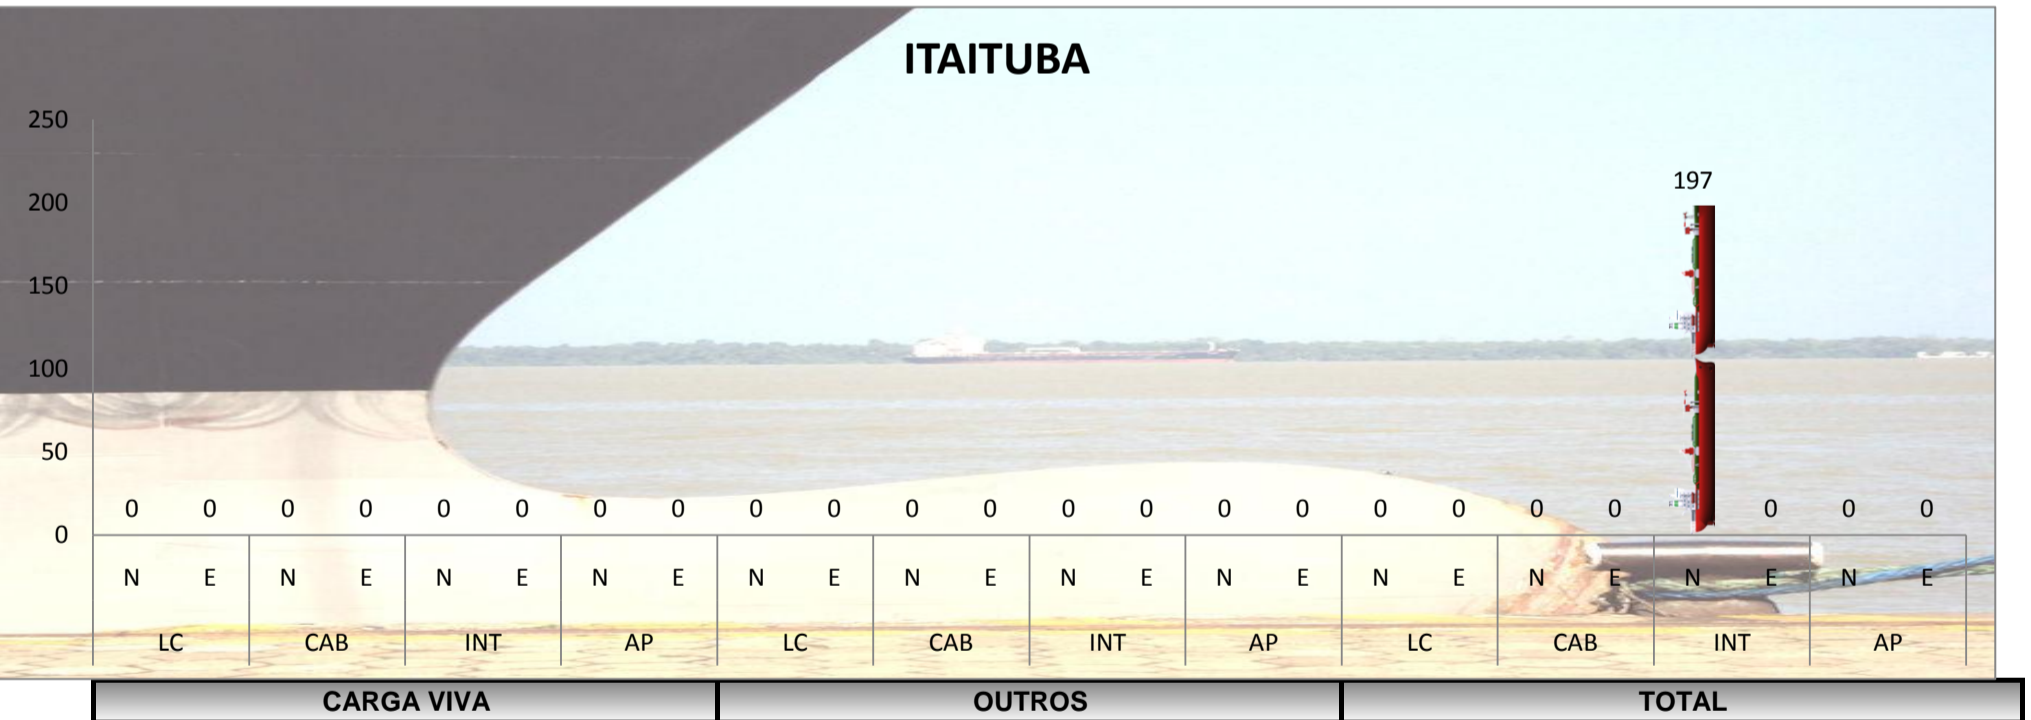 ITAITUBA
250
200
150
100
50
0
197
0 0 0 0 0 0 0 0 0 0 0 0 0 0 0 0 0 0 0 0 0 0 0
N E N E N E N E N E N E N E N E N E N E N E N E
LC CAB INT AP LC CAB INT AP LC CAB INT AP
CARGA VIVA OUTROS TOTAL